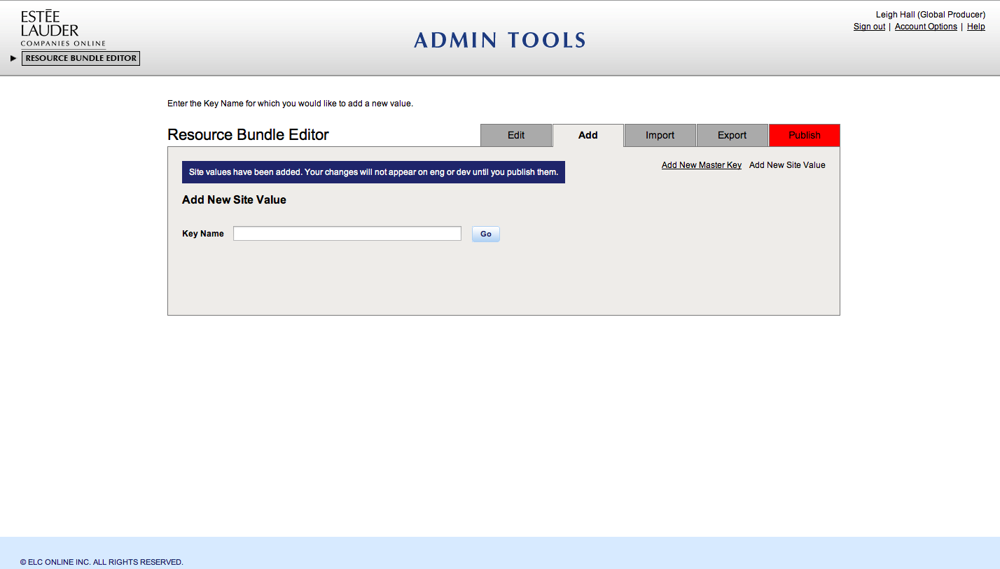 ESTĒE
LAUDER
COMPANIES ONLINE
RESOURCE BUNDLE EDITOR
ADMIN TOOLS
Leigh Hall (Global Producer)
Sign out | Account Options | Help
Enter the Key Name for which you would like to add a new value.
Resource Bundle Editor
Edit
Add
Import
Export
Publish
Site values have been added. Your changes will not appear on eng or dev until you publish them.
Add New Master Key Add New Site Value
Add New Site Value
Key Name
Go
© ELC ONLINE INC. ALL RIGHTS RESERVED.